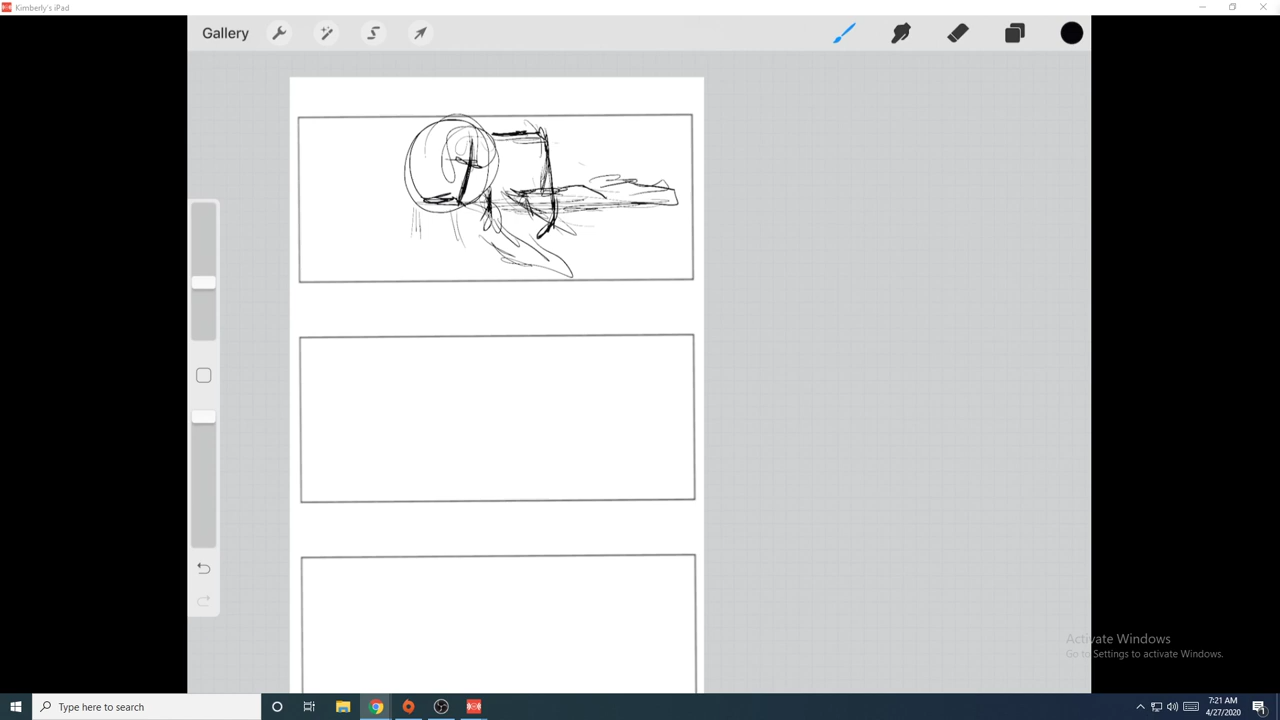 Kimberly's iPad
Gallery
Activate Windows
Go to Settings to activate Windows.
Type here to search
7:21 AM
4/27/2020
1